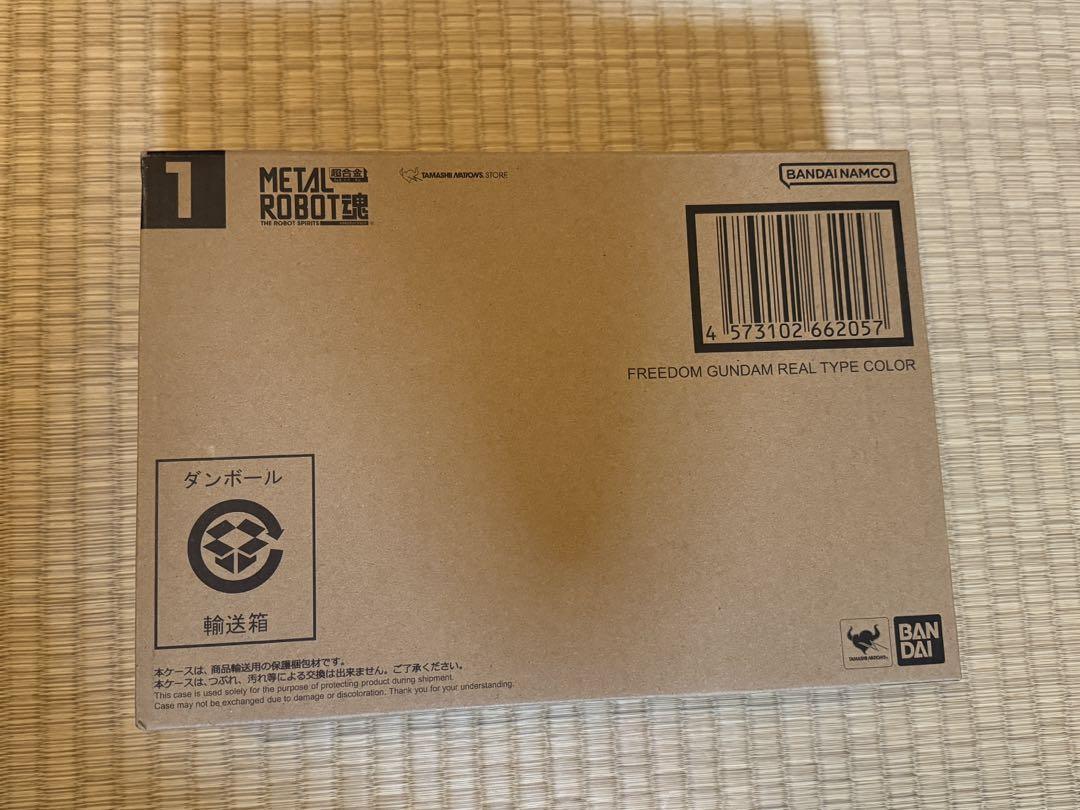 1
METAL 超合金
ROBOT魂
THE ROBOT SPIRITS
TAMASHII NATIONS. STORE
BANDAI NAMCO
4 573102 662057
FREEDOM GUNDAM REAL TYPE COLOR
ダンボール
輸送箱
本ケースは、商品輸送用の保護梱包材です。
本ケースは、つぶれ、汚れ等による交換は出来ません。ご了承ください。
This case is used solely for the purpose of protecting product during shipment.
Case may not be exchanged due to damage or discoloration. Thank you for your understanding.
TAMASHII NATIONS.
BAN
DAI